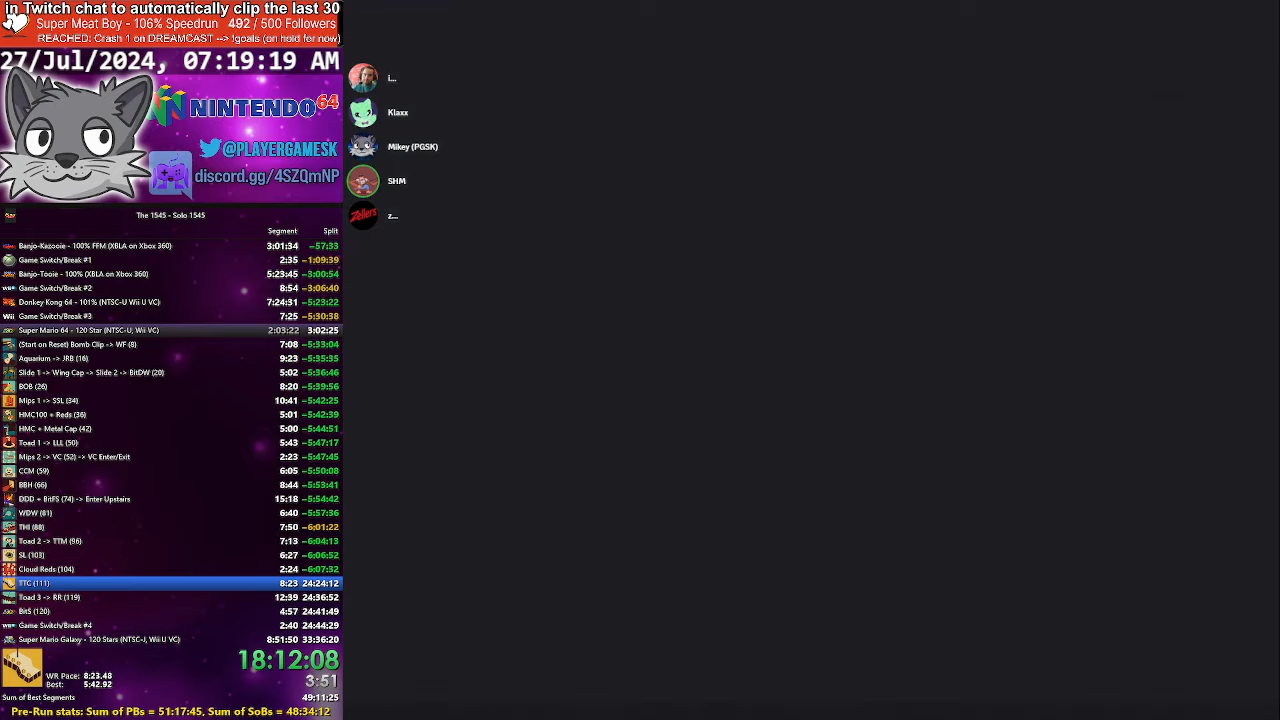 in Twitch chat to automatically clip the last 30
Super Meat Boy - 106% Speedrun 492 / 500 Followers
REACHED: Crash 1 on DREAMCAST --> !goals (on hold for now)
27/Jul/2024, 07:19:19 AM
NINTENDO 64
@PLAYERGAMESK
discord.gg/4SZQmNP
i...
Klaxx
Mikey (PGSK)
SHM
Zellers z...
The 1545 - Solo 1545
Segment Split
Banjo-Kazooie - 100% FFM (XBLA on Xbox 360) 3:01:34 −57:33
Game Switch/Break #1 2:35 −1:09:39
Banjo-Tooie - 100% (XBLA on Xbox 360) 5:23:45 −3:00:54
Game Switch/Break #2 8:54 −3:06:40
Donkey Kong 64 - 101% (NTSC-U Wii U VC) 7:24:31 −5:23:22
Wii Game Switch/Break #3 7:25 −5:30:38
Super Mario 64 - 120 Star (NTSC-U, Wii VC) 2:03:22 3:02:25
(Start on Reset) Bomb Clip -> WF (8) 7:08 −5:33:04
Aquarium -> JRB (16) 9:23 −5:35:35
Slide 1 -> Wing Cap -> Slide 2 -> BitDW (20) 5:02 −5:36:46
BOB (26) 8:20 −5:39:56
Mips 1 -> SSL (34) 10:41 −5:42:25
HMC100 + Reds (36) 5:01 −5:42:39
HMC + Metal Cap (42) 5:00 −5:44:51
Toad 1 -> LLL (50) 5:43 −5:47:17
Mips 2 -> VC (52) -> VC Enter/Exit 2:23 −5:47:45
CCM (59) 6:05 −5:50:08
BBH (66) 8:44 −5:53:41
DDD + BitFS (74) -> Enter Upstairs 15:18 −5:54:42
WDW (81) 6:40 −5:57:36
THI (88) 7:50 −6:01:22
Toad 2 -> TTM (96) 7:13 −6:04:13
SL (103) 6:27 −6:06:52
Cloud Reds (104) 2:24 −6:07:32
TTC (111) 8:23 24:24:12
Toad 3 -> RR (119) 12:39 24:36:52
BitS (120) 4:57 24:41:49
Game Switch/Break #4 2:40 24:44:29
Super Mario Galaxy - 120 Stars (NTSC-J, Wii U VC) 8:51:50 33:36:20
18:12:08
WR Pace: 8:23.48
Best: 5:42.92
3:51
Sum of Best Segments 49:11:25
Pre-Run stats: Sum of PBs = 51:17:45, Sum of SoBs = 48:34:12